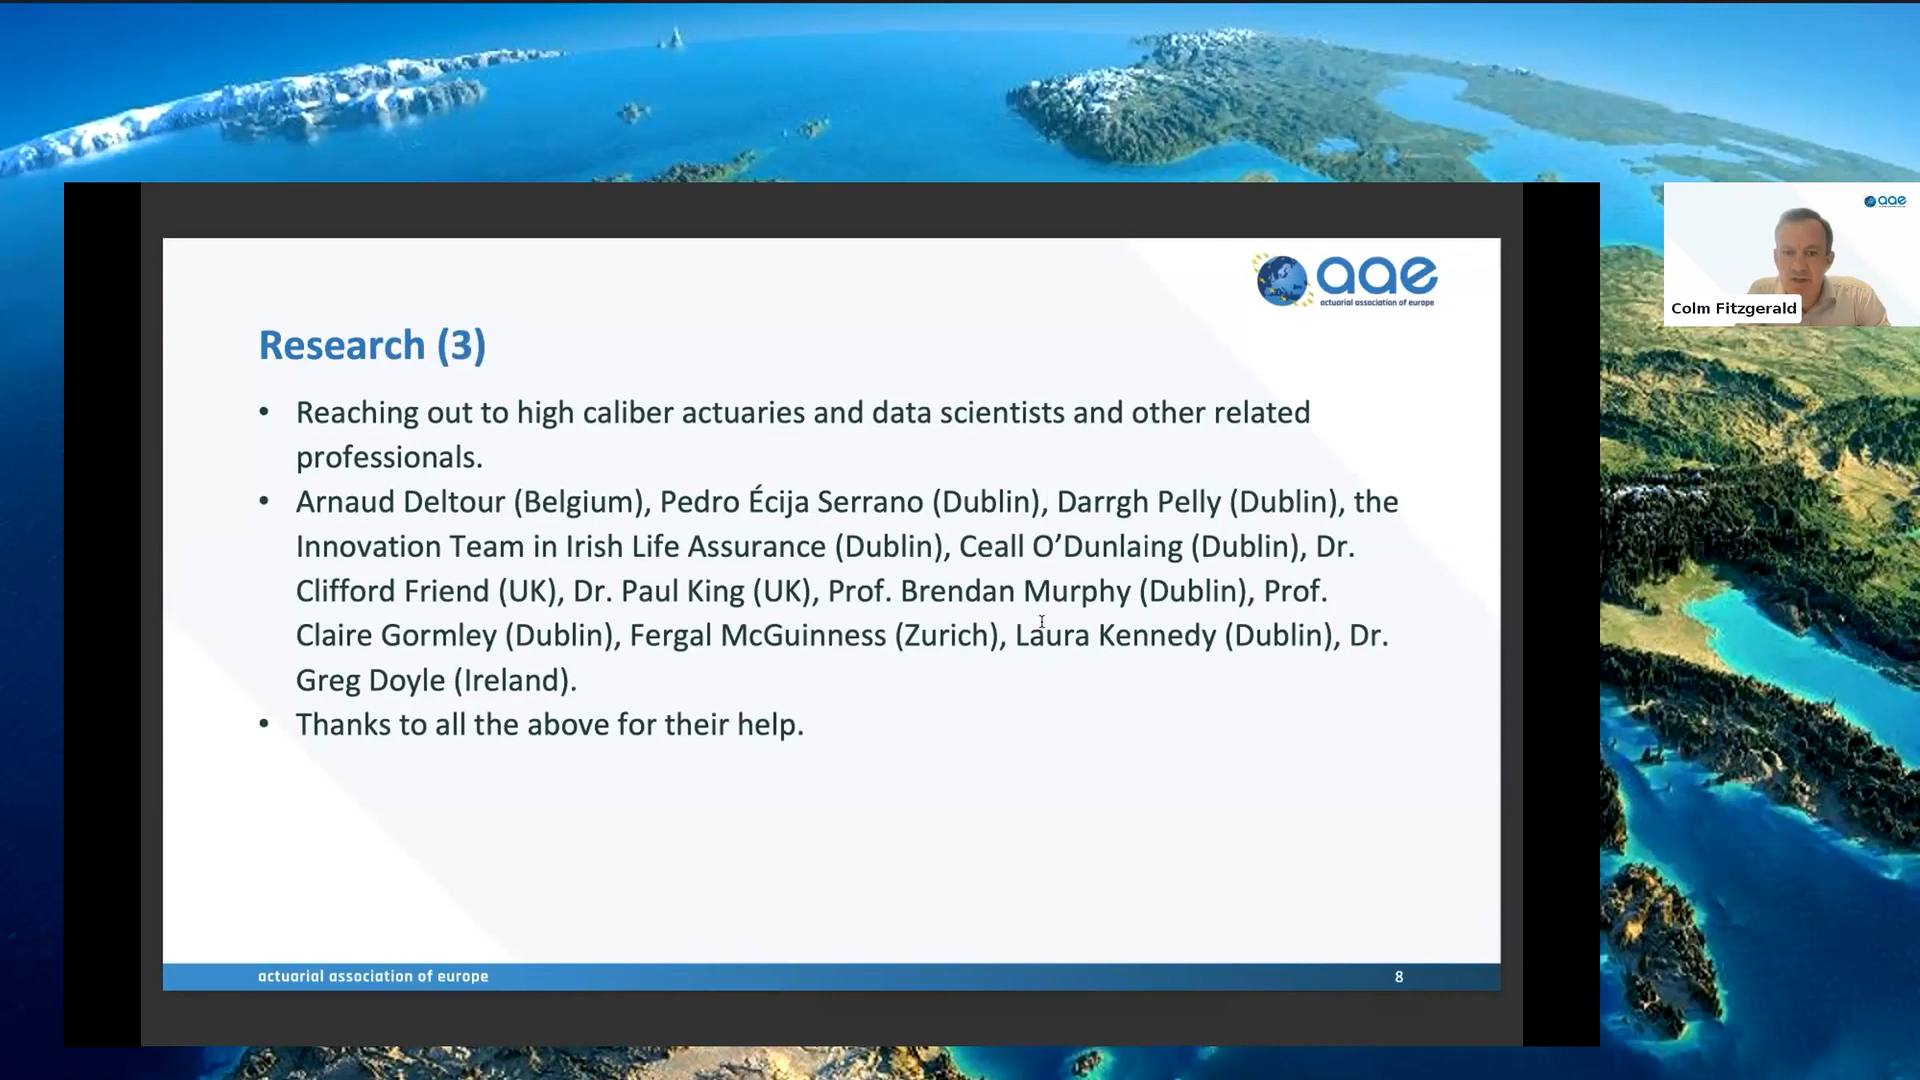 aae
actuarial association of europe
aae
Colm Fitzgerald
Research (3)
• Reaching out to high caliber actuaries and data scientists and other related
professionals.
• Arnaud Deltour (Belgium), Pedro Écija Serrano (Dublin), Darrgh Pelly (Dublin), the
Innovation Team in Irish Life Assurance (Dublin), Ceall O’Dunlaing (Dublin), Dr.
Clifford Friend (UK), Dr. Paul King (UK), Prof. Brendan Murphy (Dublin), Prof.
Claire Gormley (Dublin), Fergal McGuinness (Zurich), Laura Kennedy (Dublin), Dr.
Greg Doyle (Ireland).
• Thanks to all the above for their help.
actuarial association of europe
8